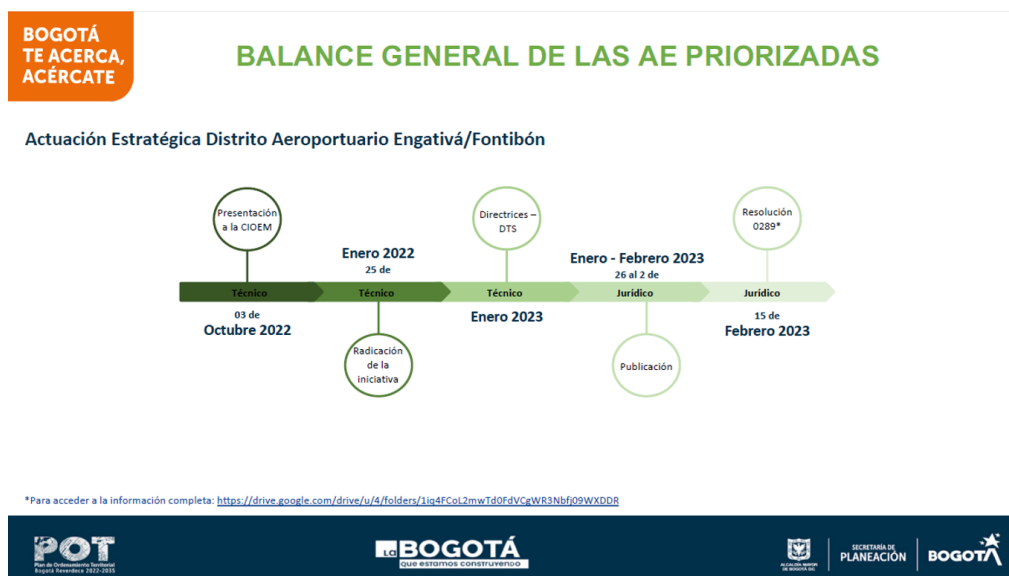 BOGOTÁ
TE ACERCA,
ACÉRCATE
BALANCE GENERAL DE LAS AE PRIORIZADAS
Actuación Estratégica Distrito Aeroportuario Engativá/Fontibón
Presentación
a la CIOEM
Directrices –
DTS
Resolución
0289*
Enero 2022
25 de
Enero - Febrero 2023
26 al 2 de
Técnico
Técnico
Técnico
Jurídico
Jurídico
03 de
Octubre 2022
Enero 2023
15 de
Febrero 2023
Radicación
de la
iniciativa
Publicación
*Para acceder a la información completa: https://drive.google.com/drive/u/4/folders/1iq4FCoL2mwTd0FdVCgWR3Nbfj09WXDDR
POT
Plan de Ordenamiento Territorial
Bogotá Reverdece 2022-2035
La BOGOTÁ
que estamos construyendo
ALCALDÍA MAYOR
DE BOGOTÁ D.C.
SECRETARÍA DE
PLANEACIÓN
BOGOTÁ